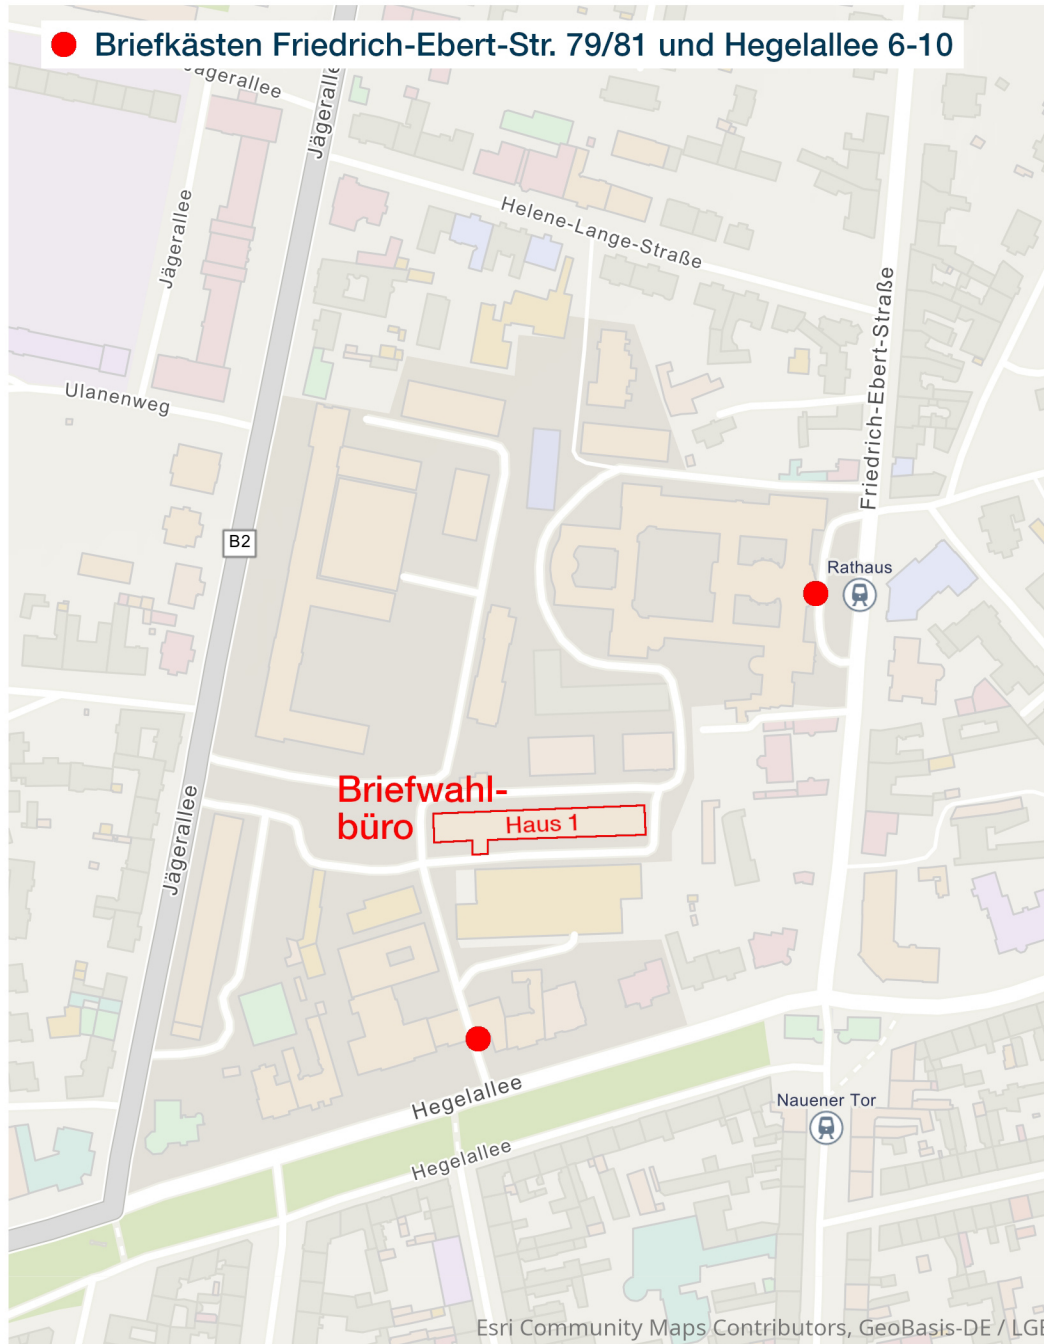 Briefkästen Friedrich-Ebert-Str. 79/81 und Hegelallee 6-10
Jägerallee
Jägerallee
Jägerallee
Helene-Lange-Straße
Friedrich-Ebert-Straße
Ulanenweg
B2
Rathaus
Briefwahl-
büro
Haus 1
Jägerallee
Hegelallee
Nauener Tor
Hegelallee
Esri Community Maps Contributors, GeoBasis-DE / LGB